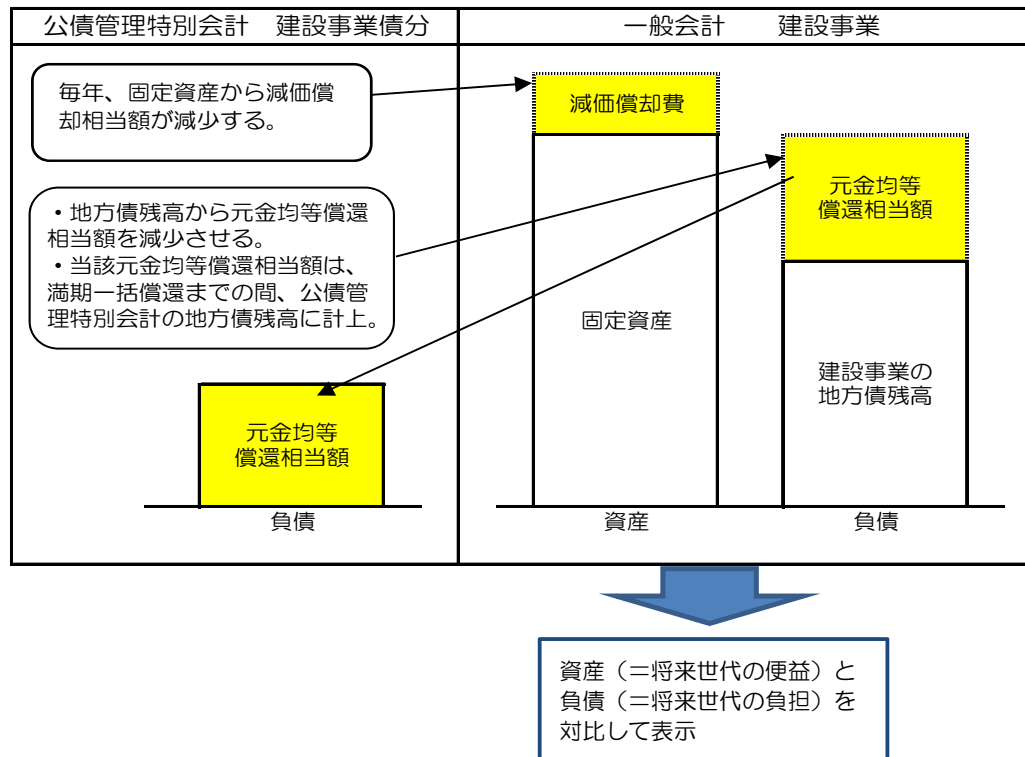 公債管理特別会計　建設事業債分
一般会計　　建設事業
毎年、固定資産から減価償
却相当額が減少する。
・地方債残高から元金均等償還
相当額を減少させる。
・当該元金均等償還相当額は、
満期一括償還までの間、公債管
理特別会計の地方債残高に計上。
元金均等
償還相当額
負債
減価償却費
固定資産
資産
元金均等
償還相当額
建設事業の
地方債残高
負債
資産（＝将来世代の便益）と
負債（＝将来世代の負担）を
対比して表示